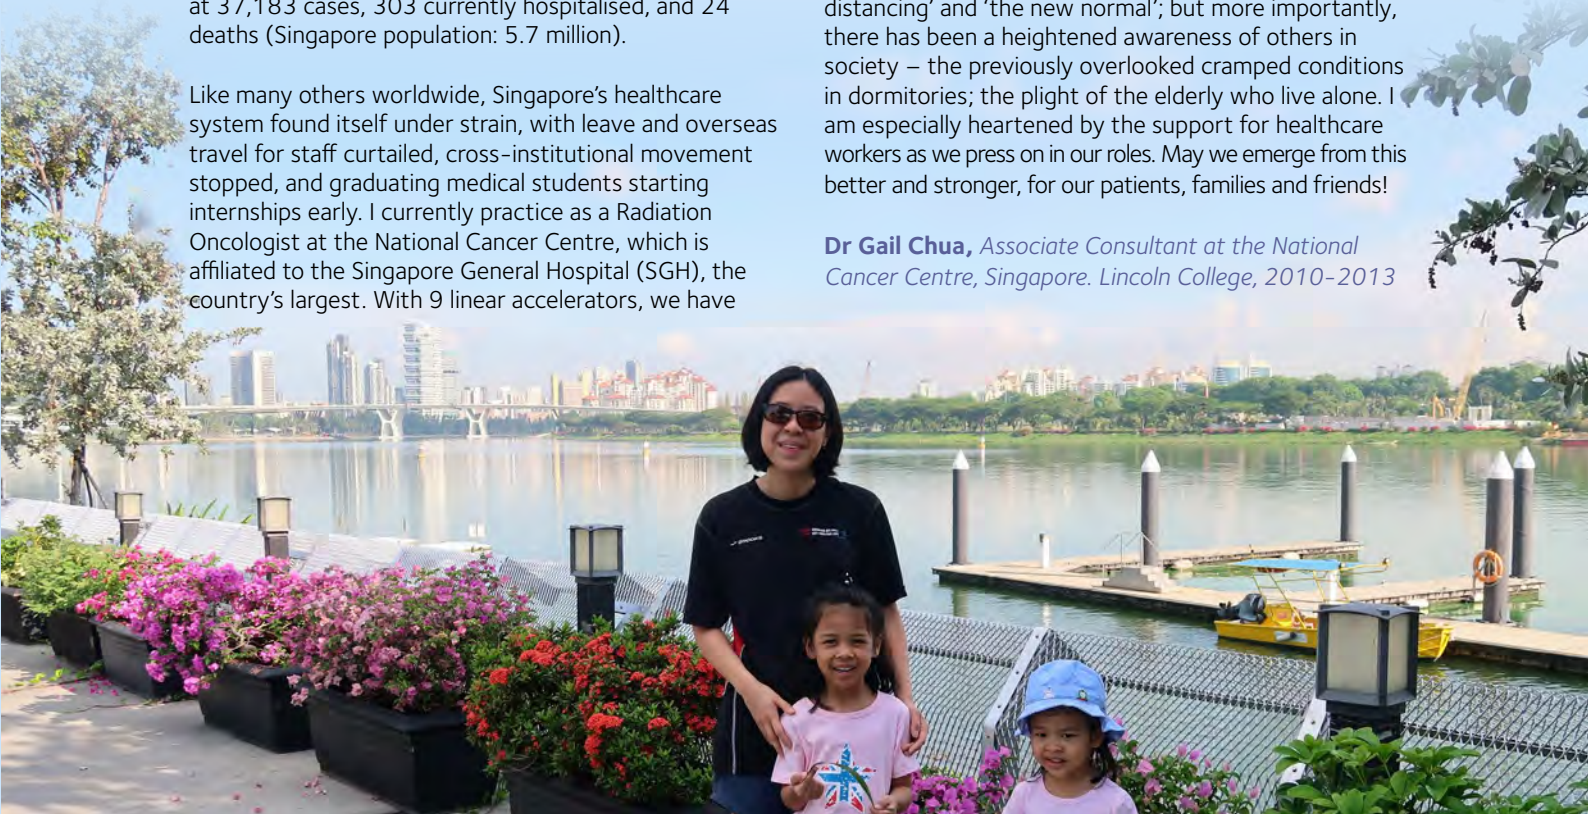 at 37,183 cases, 303 currently hospitalised, and 24
deaths (Singapore population: 5.7 million).
Like many others worldwide, Singapore’s healthcare
system found itself under strain, with leave and overseas
travel for staff curtailed, cross-institutional movement
stopped, and graduating medical students starting
internships early. I currently practice as a Radiation
Oncologist at the National Cancer Centre, which is
affiliated to the Singapore General Hospital (SGH), the
country’s largest. With 9 linear accelerators, we have
distancing’ and ‘the new normal’; but more importantly,
there has been a heightened awareness of others in
society – the previously overlooked cramped conditions
in dormitories; the plight of the elderly who live alone. I
am especially heartened by the support for healthcare
workers as we press on in our roles. May we emerge from this
better and stronger, for our patients, families and friends!
Dr Gail Chua, Associate Consultant at the National
Cancer Centre, Singapore. Lincoln College, 2010-2013